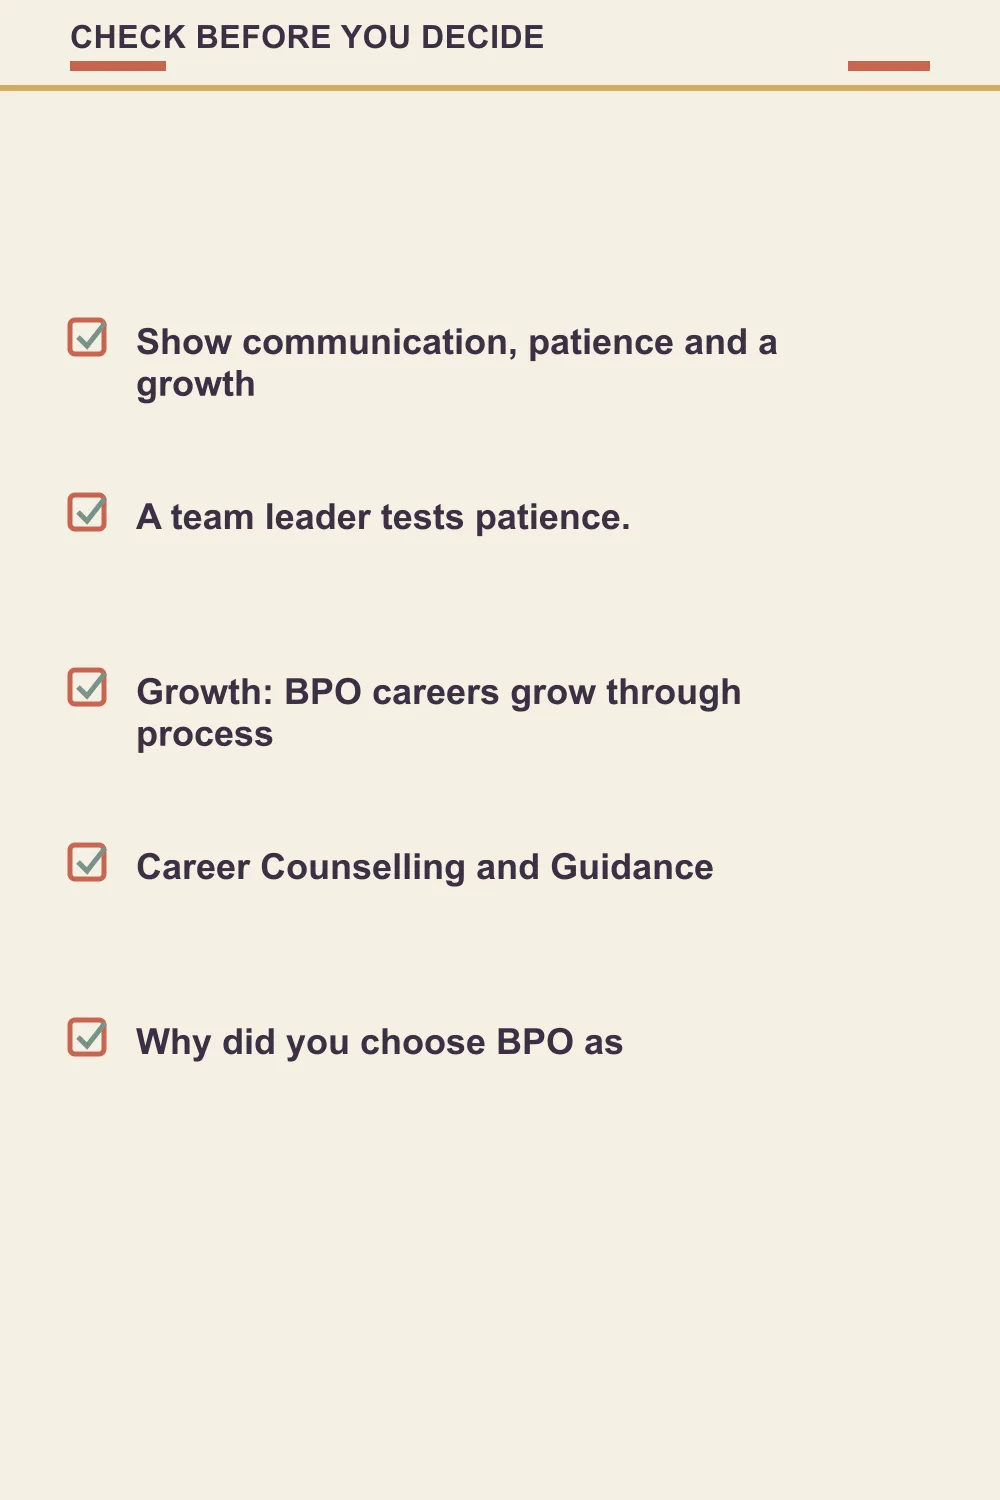 CHECK BEFORE YOU DECIDE
Show communication, patience and a
growth
A team leader tests patience.
Growth: BPO careers grow through
process
Career Counselling and Guidance
Why did you choose BPO as